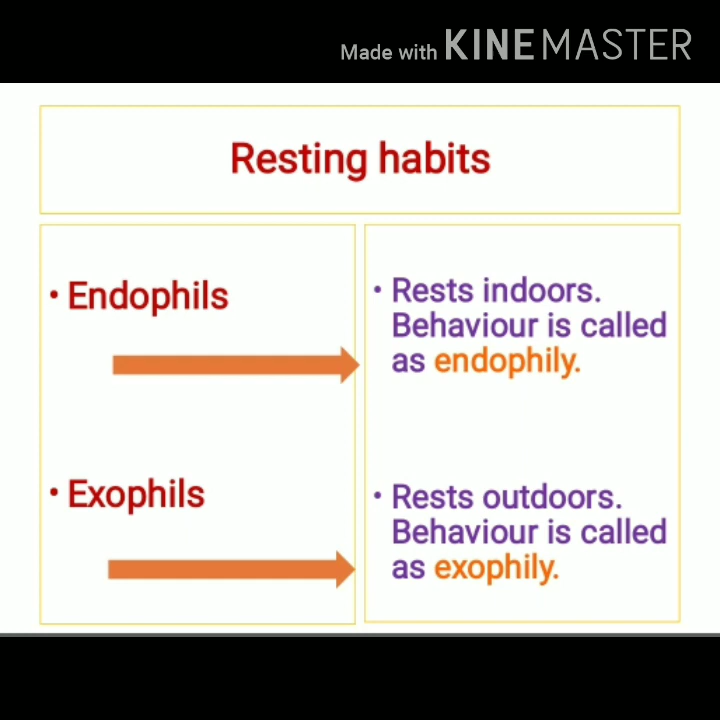 Made with KINEMASTER
Resting habits
• Endophils
• Rests indoors.
Behaviour is called
as endophily.
• Exophils
• Rests outdoors.
Behaviour is called
as exophily.